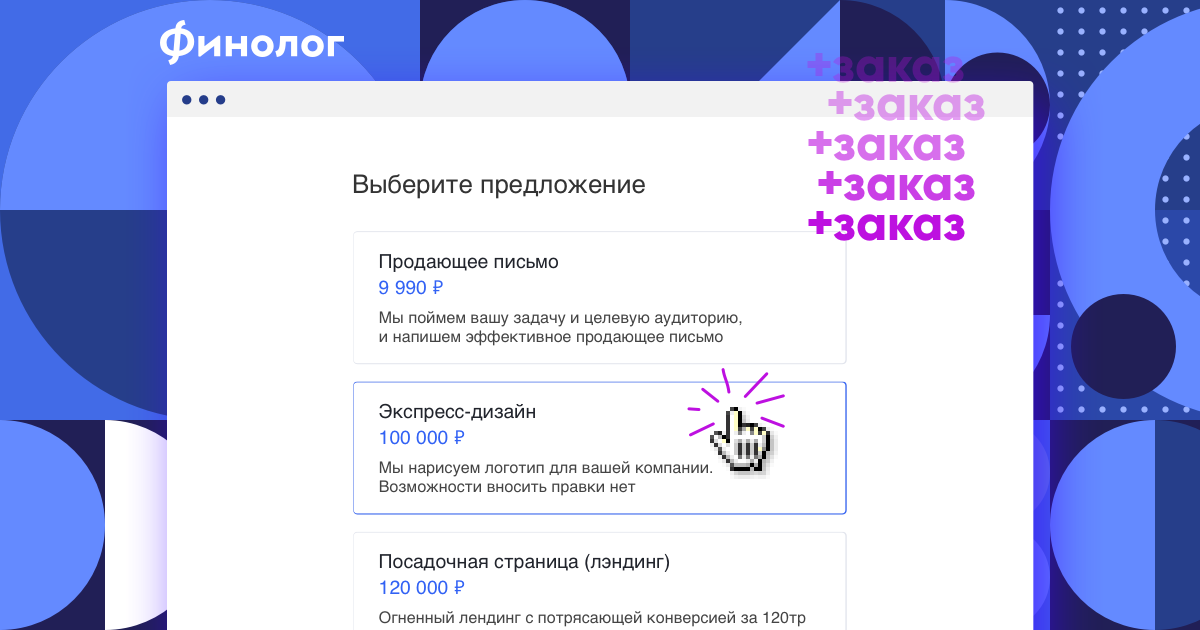 Финолог
+заказ
+заказ
+заказ
+заказ
+заказ
Выберите предложение
Продающее письмо
9 990 ₽
Мы поймем вашу задачу и целевую аудиторию,
и напишем эффективное продающее письмо
Экспресс-дизайн
100 000 ₽
Мы нарисуем логотип для вашей компании.
Возможности вносить правки нет
Посадочная страница (лэндинг)
120 000 ₽
Огненный лендинг с потрясающей конверсией за 120тр